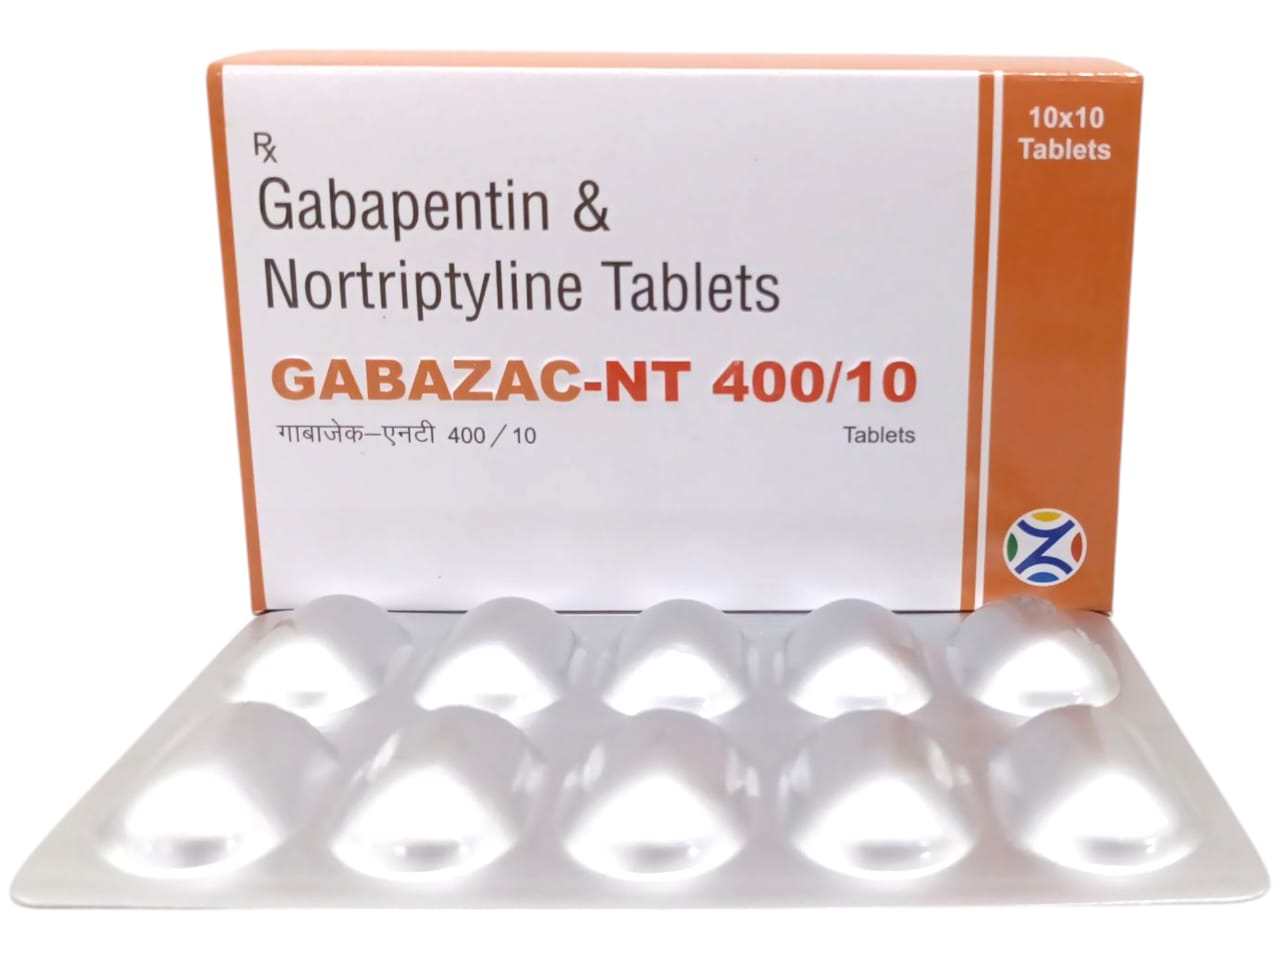 Rx
Gabapentin &
Nortriptyline Tablets
GABAZAC-NT 400/10
गाबाजेक–एनटी 400/10
Tablets
10x10
Tablets